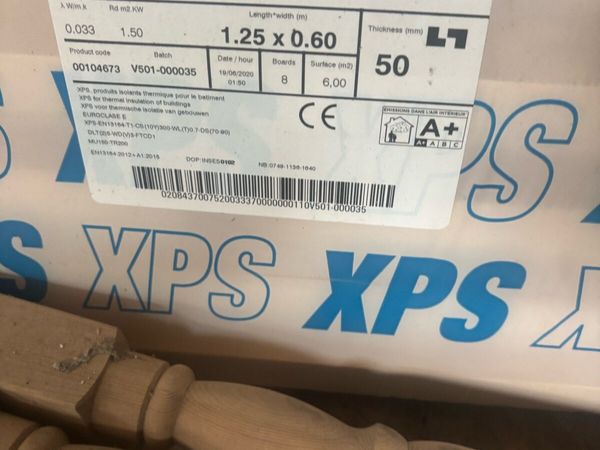 λ W/m.k Rd m2.K/W Length*width (m) Thickness (mm)
0.033 1.50 1.25 x 0.60 50
Product code Batch Date / hour Boards Surface (m2)
00104673 V501-000035 19/06/2020 01:50 8 6,00
XPS, produits isolants thermique pour le batiment
XPS for thermal insulation of buildings
XPS voor thermische isolatie van gebouwen
EUROCLASS E
XPS-EN13164-T1-CS(10\Y)300-WL(T)0,7-DS(70-90)
DLT(2)5-WD(V)3-FTCD1
MU150-TR200
EN13164:2012+A1:2015 DOP: INSES0102 NB:0749-1136-1640
CE
ÉMISSIONS DANS L'AIR INTÉRIEUR
A+
A+ A B C
0208437007520033370000000110V501-000035
XPS
XPS XPS